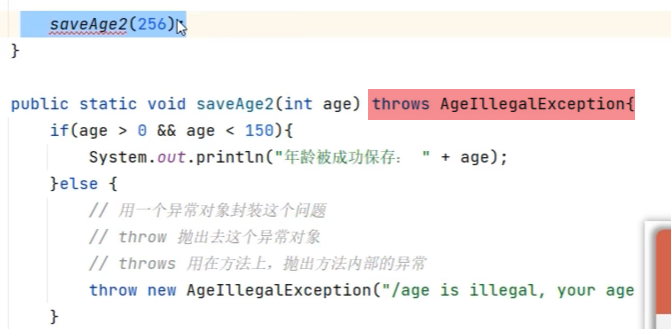 saveAge2(256);
}
public static void saveAge2(int age) throws AgeIllegalException{
if(age > 0 && age < 150){
System.out.println("年龄被成功保存： " + age);
}else {
// 用一个异常对象封装这个问题
// throw 抛出去这个异常对象
// throws 用在方法上，抛出方法内部的异常
throw new AgeIllegalException("/age is illegal, your age
}